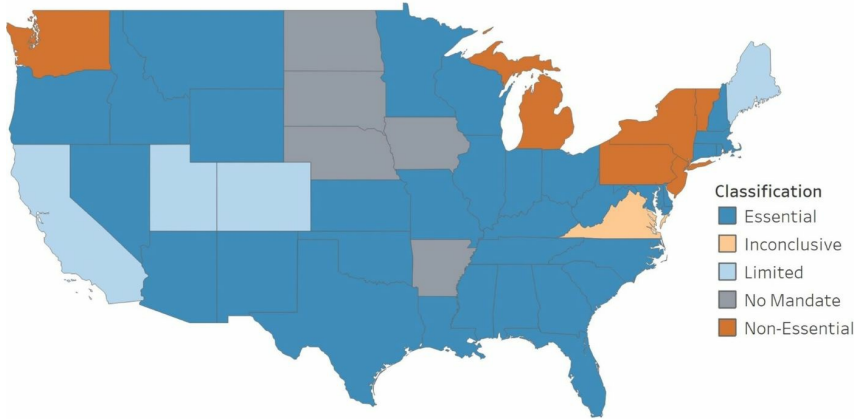 Classification
Essential
Inconclusive
Limited
No Mandate
Non-Essential